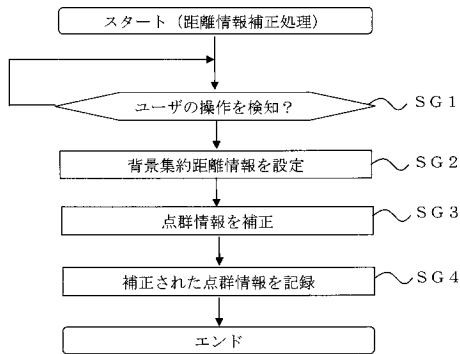 スタート（距離情報補正処理）
ユーザの操作を検知？
ＳＧ１
背景集約距離情報を設定
ＳＧ２
点群情報を補正
ＳＧ３
補正された点群情報を記録
ＳＧ４
エンド